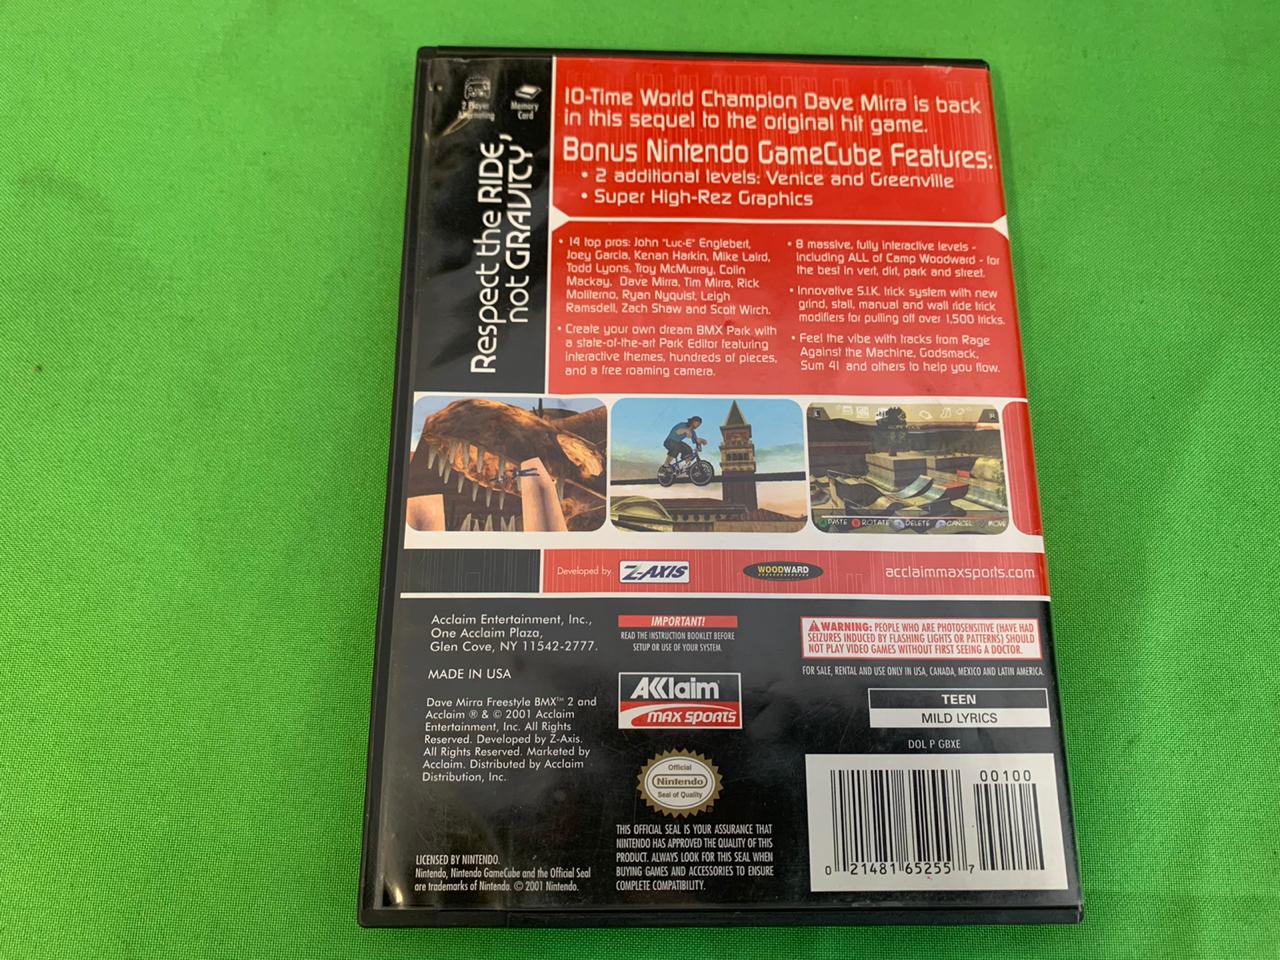 2 Player
Alternating
Memory
Card
Respect the RIDE,
not GRAVITY
10-Time World Champion Dave Mirra is back
in this sequel to the original hit game.
Bonus Nintendo GameCube Features:
• 2 additional levels: Venice and Greenville
• Super High-Rez Graphics
• 14 top pros: John "Luc-E" Englebert,
Joey Garcia, Kenan Harkin, Mike Laird,
Todd Lyons, Troy McMurray, Colin
Mackay, Dave Mirra, Tim Mirra, Rick
Moliterno, Ryan Nyquist, Leigh
Ramsdell, Zach Shaw and Scott Wirch.
• Create your own dream BMX Park with
a state-of-the-art Park Editor featuring
interactive themes, hundreds of pieces,
and a free roaming camera.
• 8 massive, fully interactive levels -
including ALL of Camp Woodward - for
the best in vert, dirt, park and street.
• Innovative S.I.K. trick system with new
grind, stall, manual and wall ride trick
modifiers for pulling off over 1,500 tricks.
• Feel the vibe with tracks from Rage
Against the Machine, Godsmack,
Sum 41 and others to help you flow.
PASTE ROTATE DELETE CANCEL MOVE
Developed by Z-AXIS
WOODWARD
acclaimmaxsports.com
Acclaim Entertainment, Inc.,
One Acclaim Plaza,
Glen Cove, NY 11542-2777.
MADE IN USA
Dave Mirra Freestyle BMX™ 2 and
Acclaim ® & © 2001 Acclaim
Entertainment, Inc. All Rights
Reserved. Developed by Z-Axis.
All Rights Reserved. Marketed by
Acclaim. Distributed by Acclaim
Distribution, Inc.
LICENSED BY NINTENDO.
Nintendo, Nintendo GameCube and the Official Seal
are trademarks of Nintendo. © 2001 Nintendo.
IMPORTANT!
READ THE INSTRUCTION BOOKLET BEFORE
SETUP OR USE OF YOUR SYSTEM.
AKKlaim
MAX SPORTS
Official
Nintendo
Seal of Quality
THIS OFFICIAL SEAL IS YOUR ASSURANCE THAT
NINTENDO HAS APPROVED THE QUALITY OF THIS
PRODUCT. ALWAYS LOOK FOR THIS SEAL WHEN
BUYING GAMES AND ACCESSORIES TO ENSURE
COMPLETE COMPATIBILITY.
WARNING: PEOPLE WHO ARE PHOTOSENSITIVE (HAVE HAD
SEIZURES INDUCED BY FLASHING LIGHTS OR PATTERNS) SHOULD
NOT PLAY VIDEO GAMES WITHOUT FIRST SEEING A DOCTOR.
FOR SALE, RENTAL AND USE ONLY IN USA, CANADA, MEXICO AND LATIN AMERICA.
TEEN
MILD LYRICS
DOL P GBXE
00100
0 21481 65255 7